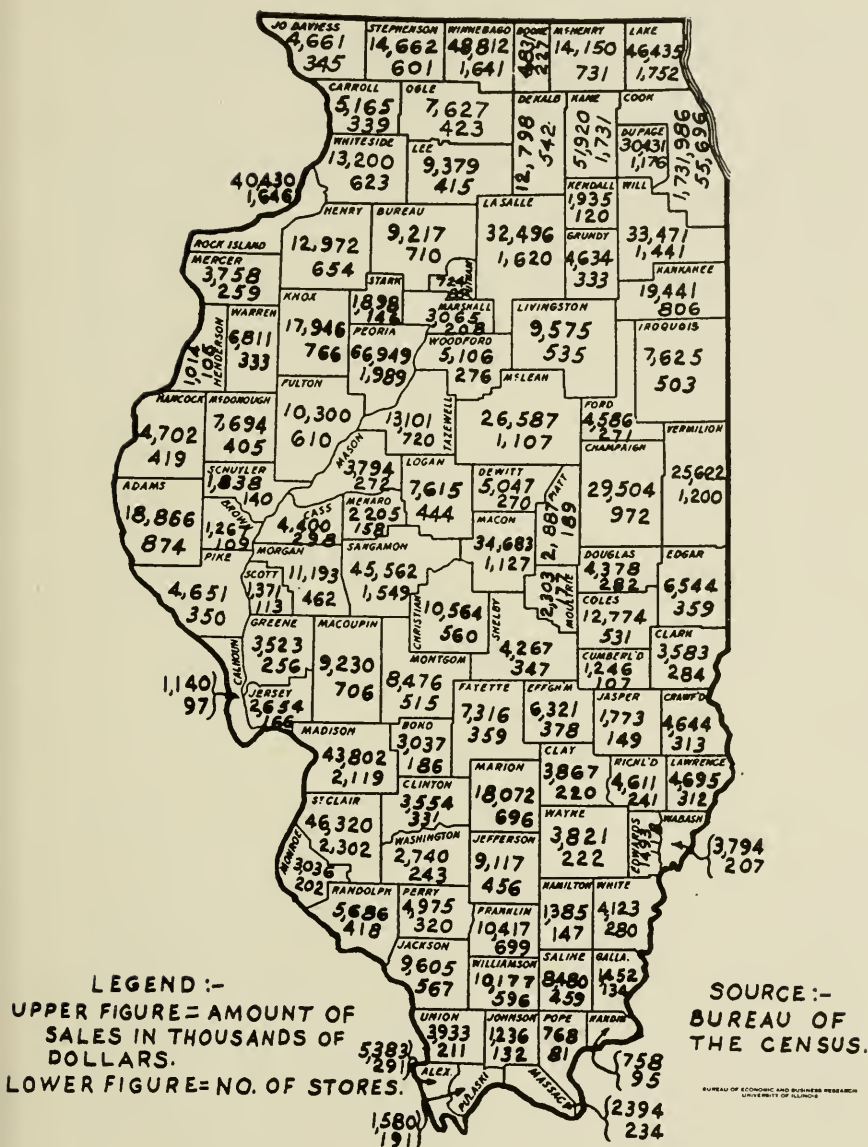 JO DAVIESS
4,661
345
STEPHENSON
14,662
601
WINNEBAGO
48,812
1,641
BOONE
227
McHENRY
14,150
731
LAKE
46,435
1,752
CARROLL
5,165
339
OGLE
7,627
423
DEKALB
12,798
542
KANE
51,920
1,731
COOK
1,731,986
55,696
DUPAGE
30431
1,176
WHITESIDE
13,200
623
LEE
9,379
415
40430
1,646
ROCK ISLAND
HENRY
12,972
654
BUREAU
9,217
710
LA SALLE
32,496
1,620
KENDALL
1,935
120
WILL
33,471
1,441
GRUNDY
4,634
333
KANKAKEE
19,441
806
MERCER
3,758
259
STARK
1,898
PUTNAM
MARSHALL
3,065
208
LIVINGSTON
9,575
535
IROQUOIS
7,625
503
KNOX
17,946
766
PEORIA
66,949
1,989
WARREN
6,811
333
HENDERSON
1,014
106
WOODFORD
5,106
276
McLEAN
26,587
1,107
HANCOCK
4,702
419
McDONOUGH
7,694
405
FULTON
10,300
610
TAZEWELL
13,101
720
FORD
4,586
271
VERMILION
25,622
1,200
CHAMPAIGN
29,504
972
MASON
3,794
272
LOGAN
7,615
444
DEWITT
5,047
270
PIATT
2,887
189
SCHUYLER
1,838
140
ADAMS
18,866
874
BROWN
1,267
109
CASS
4,400
298
MENARD
2205
158
MACON
34,683
1,127
DOUGLAS
4,378
282
EDGAR
6,544
359
PIKE
4,651
350
SCOTT
1,371
113
MORGAN
11,193
462
SANGAMON
45,562
1,549
CHRISTIAN
10,564
560
SHELBY
4,267
347
MOULTRIE
2,303
COLES
12,774
531
CLARK
3,583
284
CUMBERL'D
1,246
107
GREENE
3,523
256
MACOUPIN
9,230
706
MONTGOM
8,476
515
CALHOUN
1,140
97
JERSEY
2,654
166
FAYETTE
7,316
359
EFFGH'M
6,321
378
JASPER
1,773
149
CRAWF'D
4,644
313
MADISON
43,802
2,119
BOND
3,037
186
CLAY
3,867
220
RICHL'D
4,611
241
LAWRENCE
4,695
312
MARION
18,072
696
CLINTON
3,554
331
ST CLAIR
46,320
2,302
WAYNE
3,821
222
EDWARDS
WABASH
3,794
207
WASHINGTON
2,740
243
JEFFERSON
9,117
456
MONROE
3,036
202
RANDOLPH
5,686
418
PERRY
4,975
320
HAMILTON
1,385
147
WHITE
4,123
280
FRANKLIN
10,417
699
JACKSON
9,605
567
WILLIAMSON
10,177
596
SALINE
8,480
459
GALLA.
1452
134
UNION
3933
211
JOHNSON
1,236
132
POPE
768
81
HARDIN
758
95
5,383
291
ALEX.
PULASKI
1,580
191
MASSAC
2394
234
LEGEND :-
UPPER FIGURE = AMOUNT OF
SALES IN THOUSANDS OF
DOLLARS.
LOWER FIGURE = NO. OF STORES.
SOURCE :-
BUREAU OF
THE CENSUS.
BUREAU OF ECONOMIC AND BUSINESS RESEARCH
UNIVERSITY OF ILLINOIS